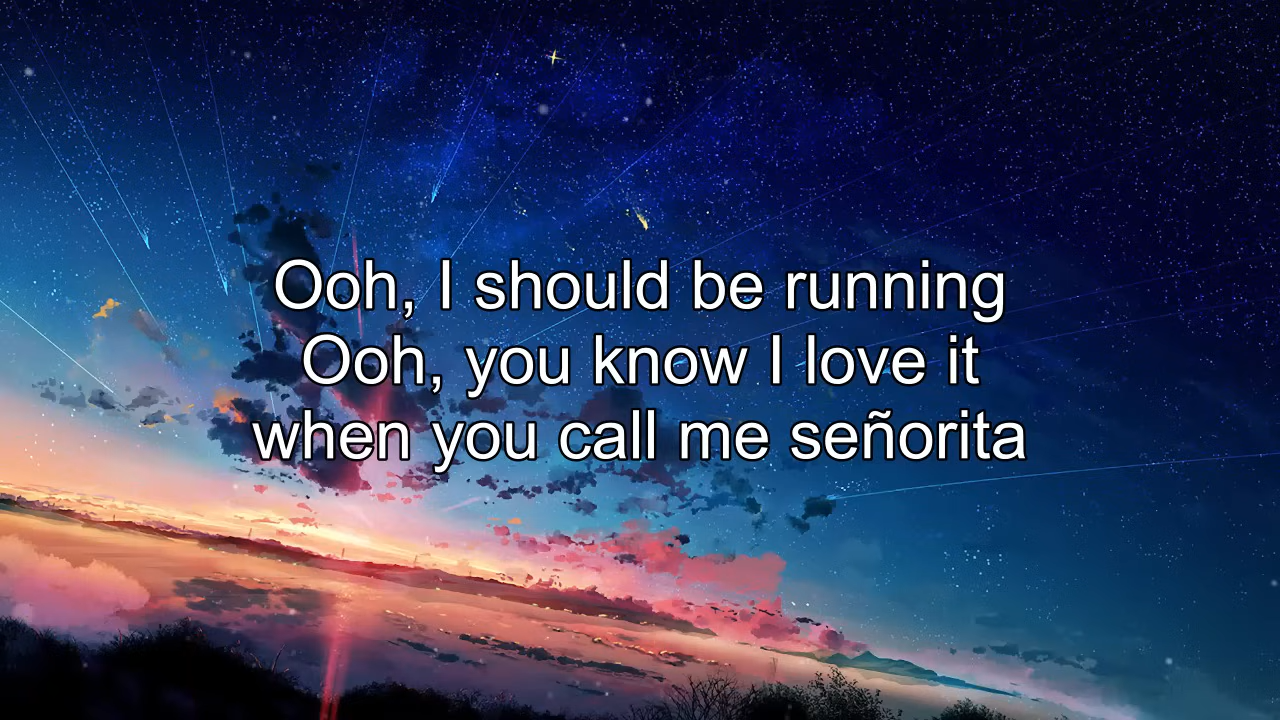 Ooh, I should be running
Ooh, you know I love it
when you call me señorita